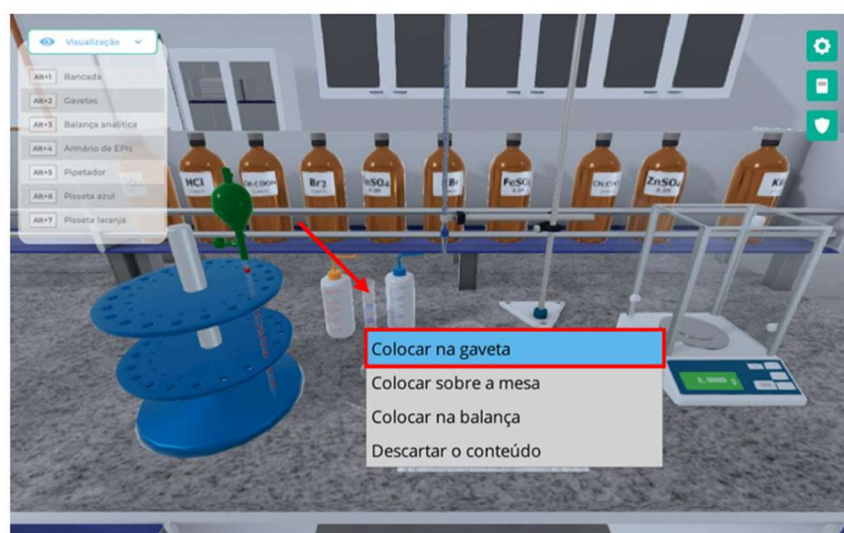 Visualização
Alt+1 Bancada
Alt+2 Gavetas
Alt+3 Balança analítica
Alt+4 Armário de EPIs
Alt+5 Pipetador
Alt+6 Pisseta azul
Alt+7 Pisseta laranja
HCl
Br2
FeSO4
ZnSO4
Colocar na gaveta
Colocar sobre a mesa
Colocar na balança
Descartar o conteúdo